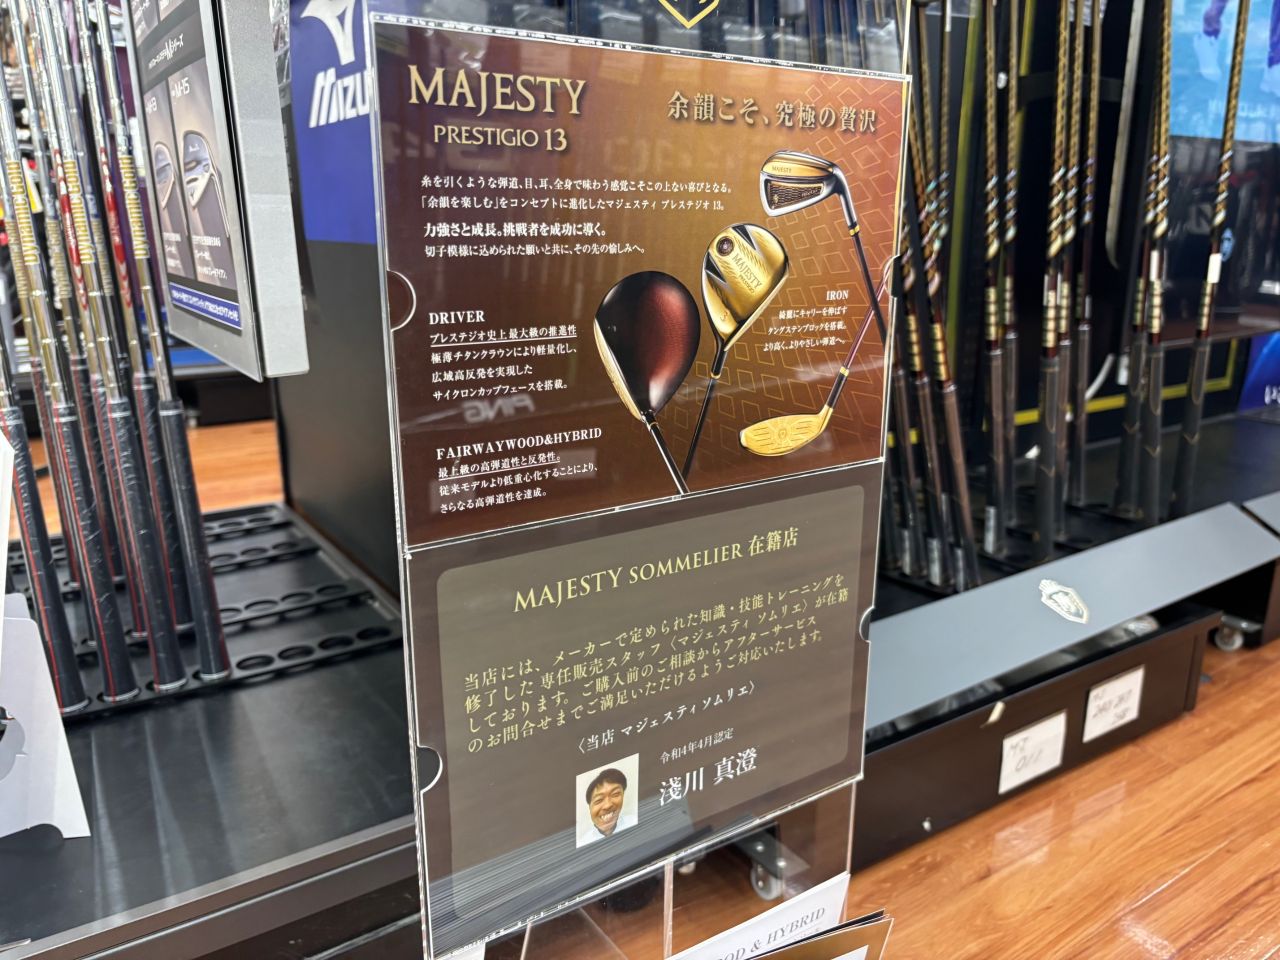 MAJESTY
PRESTIGIO 13
余韻こそ、究極の贅沢
糸を引くような弾道、目、耳、全身で味わう感覚こそこの上ない喜びとなる。
「余韻を楽しむ」をコンセプトに進化したマジェスティ プレステジオ 13。
力強さと成長。挑戦者を成功に導く。
切子模様に込められた願いと共に、その先の愉しみへ。
DRIVER
プレステジオ史上 最大級の推進性
極薄チタンクラウンにより軽量化し、
広域高反発を実現した
サイクロンカップフェースを搭載。
IRON
綺麗にキャリーを伸ばす
タングステンブロックを搭載。
より高く、よりやさしい弾道へ。
FAIRWAYWOOD&HYBRID
最上級の高弾道性と反発性。
従来モデルより低重心化することにより、
さらなる高弾道性を達成。
MAJESTY SOMMELIER 在籍店
当店には、メーカーで定められた知識・技能トレーニングを
修了した専任販売スタッフ〈マジェスティ ソムリエ〉が在籍
しております。ご購入前のご相談からアフターサービス
のお問合せまでご満足いただけるようご対応いたします。
〈当店 マジェスティソムリエ〉
令和4年4月認定
淺川 真澄
MAJESTY
MAJESTY
MIZU
PING
OOD & HYBRID